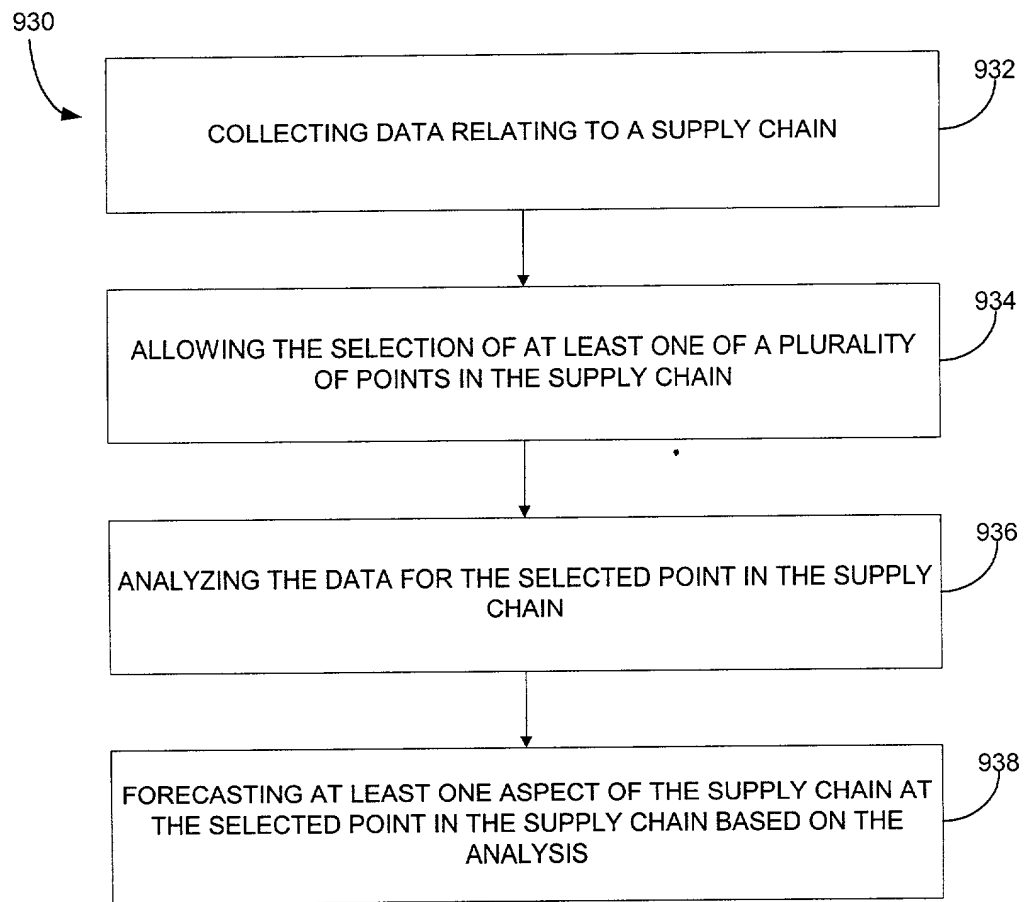 930
932
COLLECTING DATA RELATING TO A SUPPLY CHAIN
934
ALLOWING THE SELECTION OF AT LEAST ONE OF A PLURALITY
OF POINTS IN THE SUPPLY CHAIN
936
ANALYZING THE DATA FOR THE SELECTED POINT IN THE SUPPLY
CHAIN
938
FORECASTING AT LEAST ONE ASPECT OF THE SUPPLY CHAIN AT
THE SELECTED POINT IN THE SUPPLY CHAIN BASED ON THE
ANALYSIS